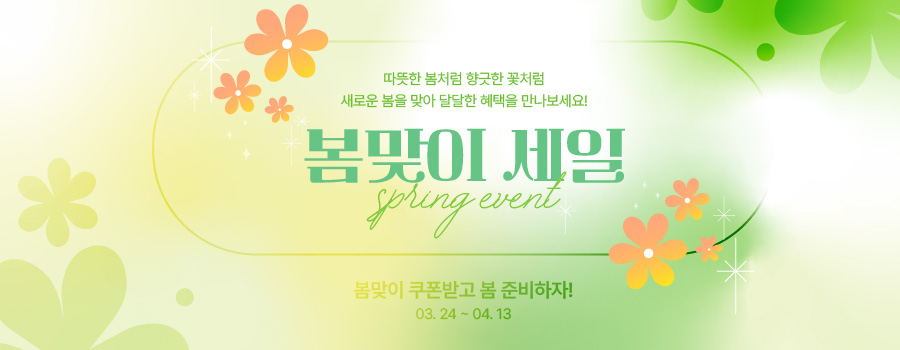 따뜻한 봄처럼 향긋한 꽃처럼
새로운 봄을 맞아 달달한 혜택을 만나보세요!
봄맞이 세일
spring event
봄맞이 쿠폰받고 봄 준비하자!
03. 24 ~ 04. 13